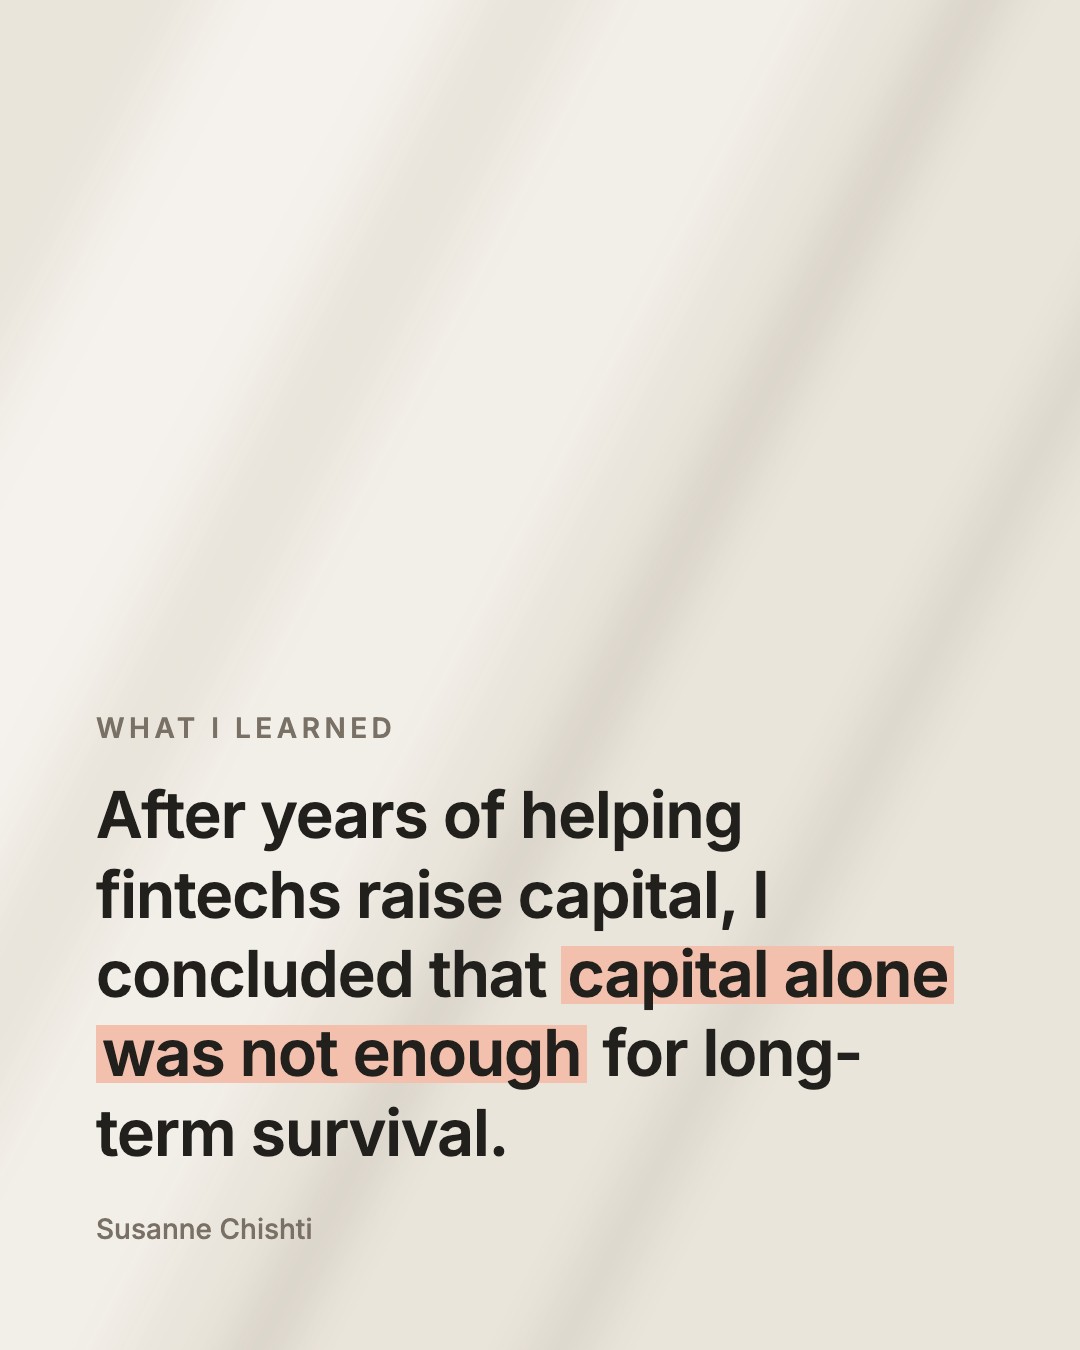 WHAT I LEARNED
After years of helping
fintechs raise capital, I
concluded that capital alone
was not enough for long-
term survival.
Susanne Chishti